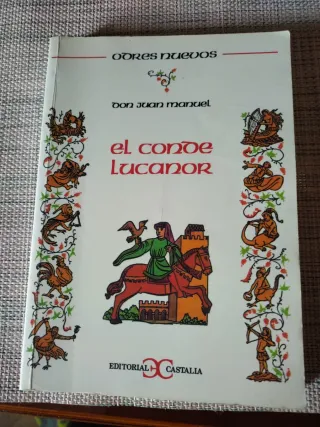 ODRES NUEVOS
DON JUAN MANUEL
EL CONDE
LUCANOR
EDITORIAL CASTALIA